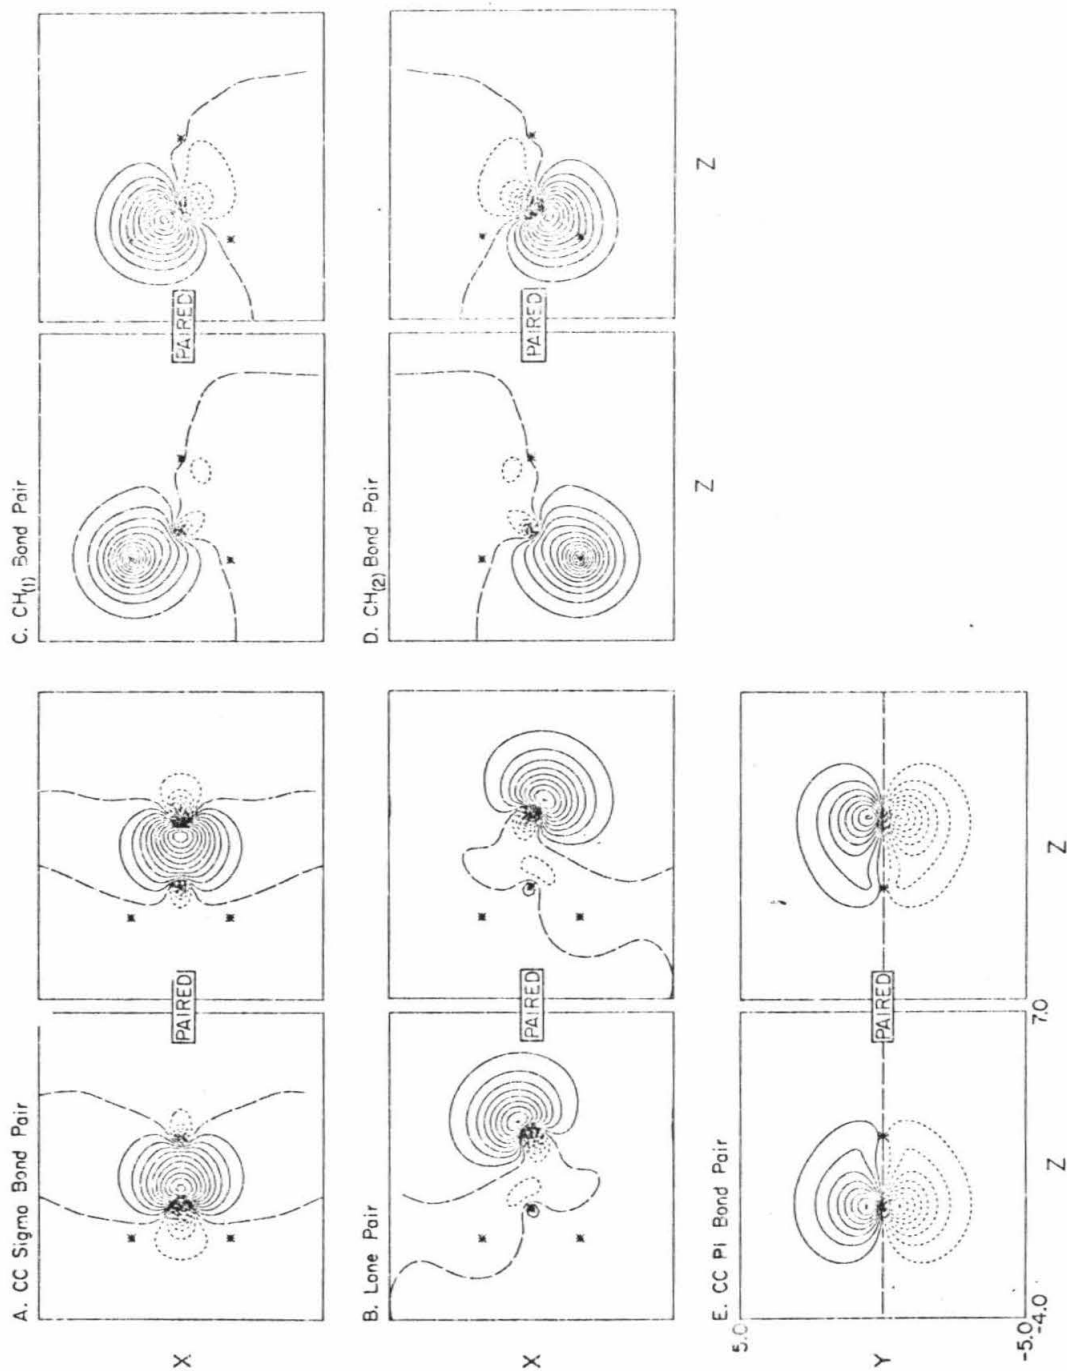 A. CC Sigma Bond Pair
C. CH(1) Bond Pair
X
PAIRED
PAIRED
B. Lone Pair
D. CH(2) Bond Pair
PAIRED
PAIRED
Z
Z
E. CC Pi Bond Pair
5.0
Y
PAIRED
-5.0
-4.0
7.0
Z
Z